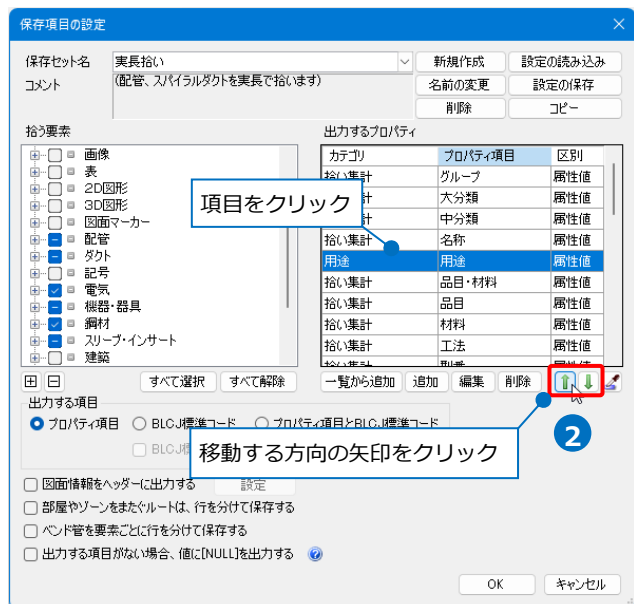 保存項目の設定
保存セット名 実長拾い 新規作成 設定の読み込み
コメント (配管、スパイラルダクトを実長で拾います) 名前の変更 設定の保存
削除 コピー
拾う要素
画像
表
2D図形
3D図形
図面マーカー
配管
ダクト
記号
電気
機器・器具
鋼材
スリーブ・インサート
建築
すべて選択 すべて解除
出力するプロパティ
カテゴリ プロパティ項目 区別
拾い集計 グループ 属性値
大分類 属性値
中分類 属性値
拾い集計 名称 属性値
用途 用途 属性値
拾い集計 品目・材料 属性値
拾い集計 品目 属性値
拾い集計 材料 属性値
拾い集計 工法 属性値
一覧から追加 追加 編集 削除
項目をクリック
2
移動する方向の矢印をクリック
出力する項目
プロパティ項目 BLCJ標準コード プロパティ項目とBLCJ標準コード
BLCJ標
図面情報をヘッダーに出力する 設定
部屋やゾーンをまたぐルートは、行を分けて保存する
ベンド管を要素ごとに行を分けて保存する
出力する項目がない場合、値に[NULL]を出力する
OK キャンセル